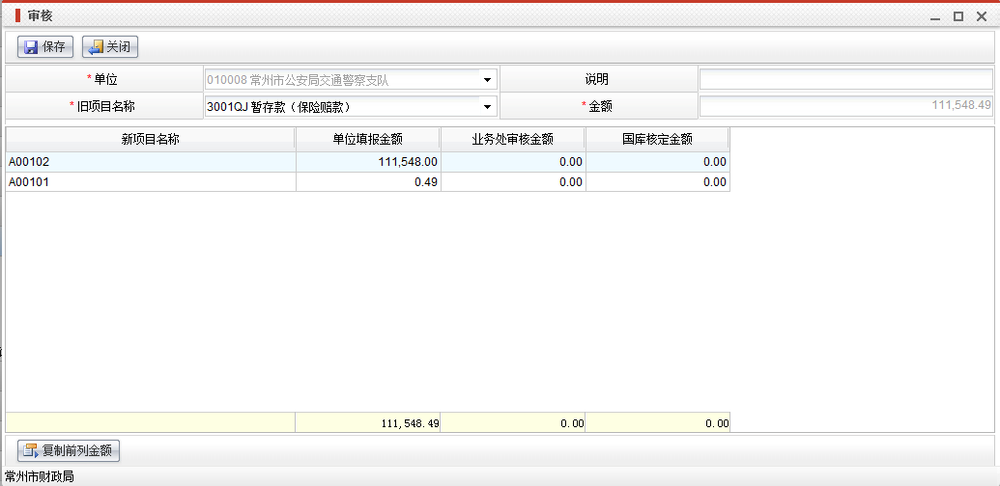 审核
保存 关闭
*单位 010008 常州市公安局交通警察支队 说明
*旧项目名称 3001QJ 暂存款（保险赔款） *金额 111,548.49
新项目名称 单位填报金额 业务处审核金额 国库核定金额
A00102 111,548.00 0.00 0.00
A00101 0.49 0.00 0.00
111,548.49 0.00 0.00
复制前列金额
常州市财政局